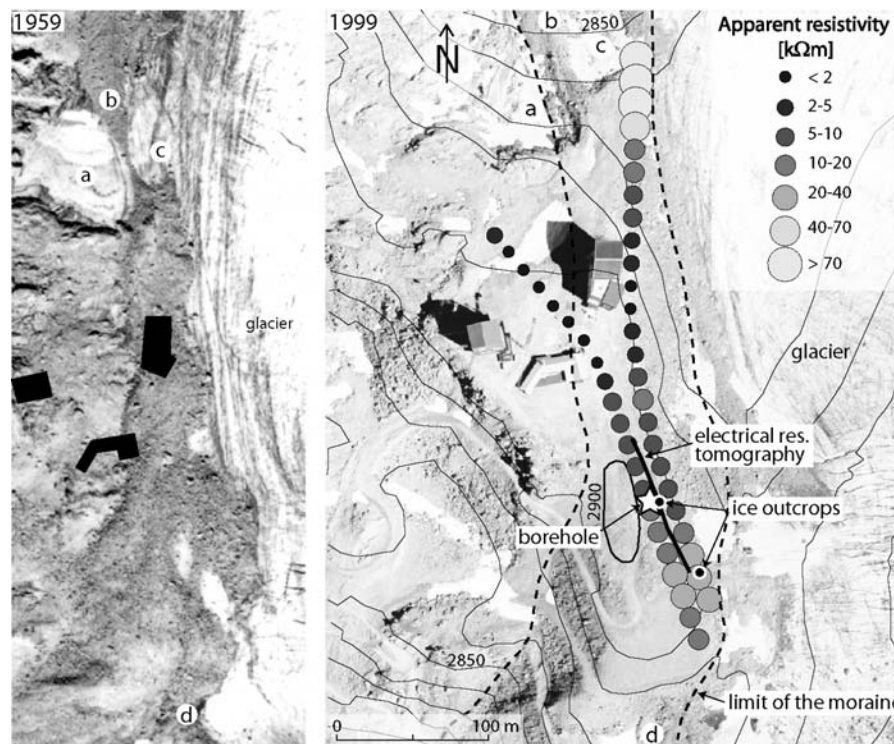 1959
b
a
c
glacier
d
1999
b
2850
c
N
a
Apparent resistivity
[kΩm]
< 2
2-5
5-10
10-20
20-40
40-70
> 70
glacier
electrical res.
tomography
2900
ice outcrops
borehole
2850
limit of the moraine
0
100 m
d